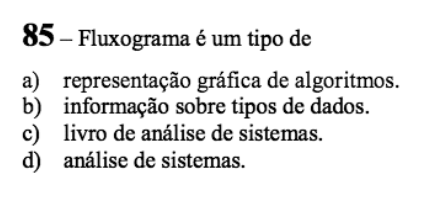 85 – Fluxograma é um tipo de
a) representação gráfica de algoritmos.
b) informação sobre tipos de dados.
c) livro de análise de sistemas.
d) análise de sistemas.